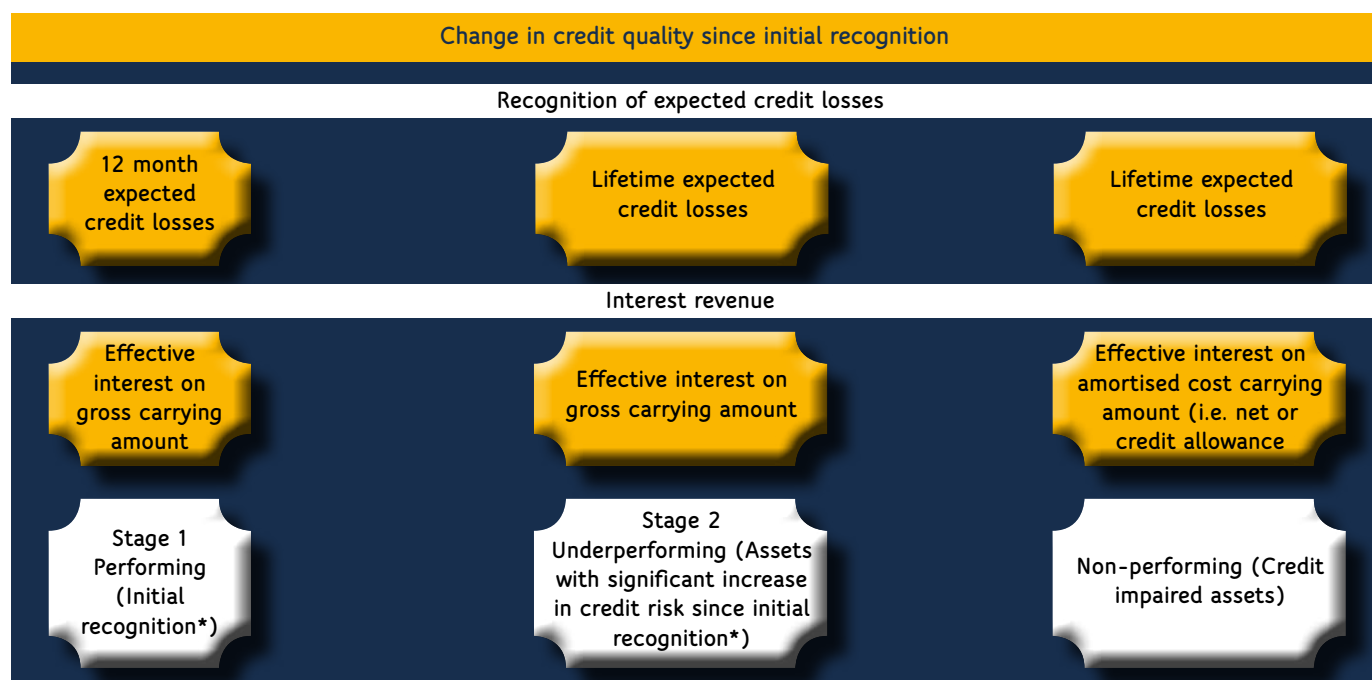 Change in credit quality since initial recognition
Recognition of expected credit losses
12 month
expected
credit losses
Lifetime expected
credit losses
Lifetime expected
credit losses
Interest revenue
Effective
interest on
gross carrying
amount
Effective interest on
gross carrying amount
Effective interest on
amortised cost carrying
amount (i.e. net or
credit allowance
Stage 1
Performing
(Initial
recognition*)
Stage 2
Underperforming (Assets
with significant increase
in credit risk since initial
recognition*)
Non-performing (Credit
impaired assets)